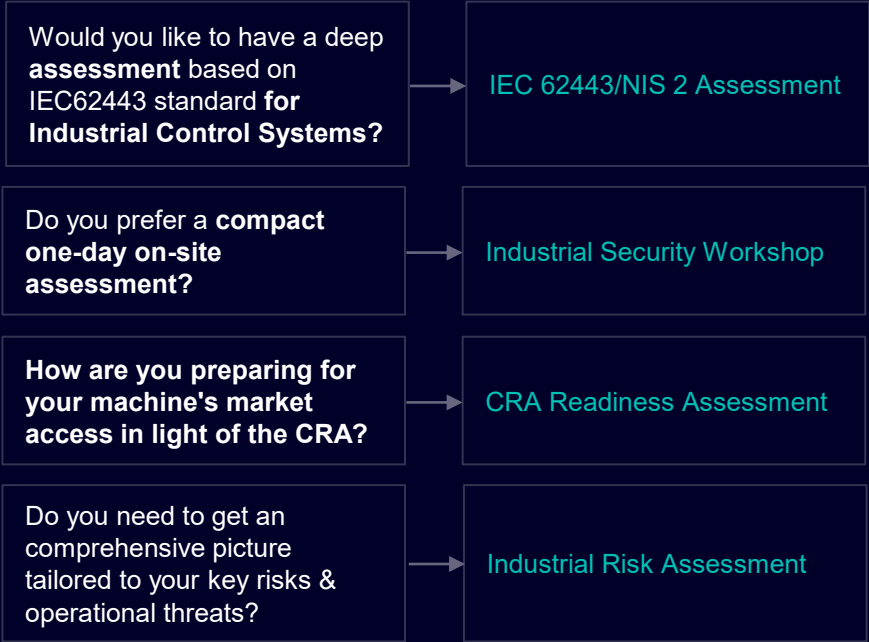 Would you like to have a deep
assessment based on
IEC62443 standard for
Industrial Control Systems?
IEC 62443/NIS 2 Assessment
Do you prefer a compact
one-day on-site
assessment?
Industrial Security Workshop
How are you preparing for
your machine's market
access in light of the CRA?
CRA Readiness Assessment
Do you need to get an
comprehensive picture
tailored to your key risks &
operational threats?
Industrial Risk Assessment